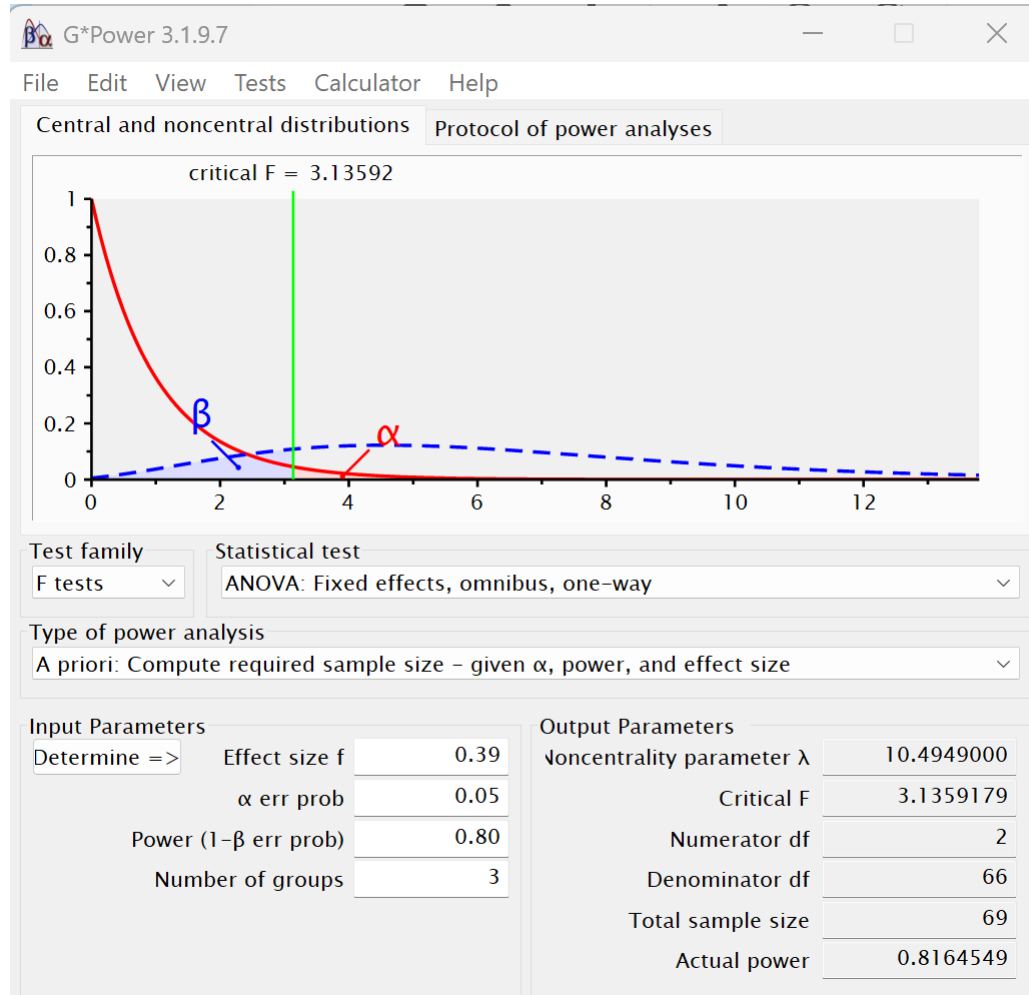 G*Power 3.1.9.7
File Edit View Tests Calculator Help
Central and noncentral distributions Protocol of power analyses
critical F = 3.13592
1
0.8
0.6
0.4
0.2
0
β
α
0 2 4 6 8 10 12
Test family Statistical test
F tests ANOVA: Fixed effects, omnibus, one-way
Type of power analysis
A priori: Compute required sample size - given α, power, and effect size
Input Parameters Output Parameters
Determine => Effect size f 0.39 Noncentrality parameter λ 10.4949000
α err prob 0.05 Critical F 3.1359179
Power (1-β err prob) 0.80 Numerator df 2
Number of groups 3 Denominator df 66
Total sample size 69
Actual power 0.8164549